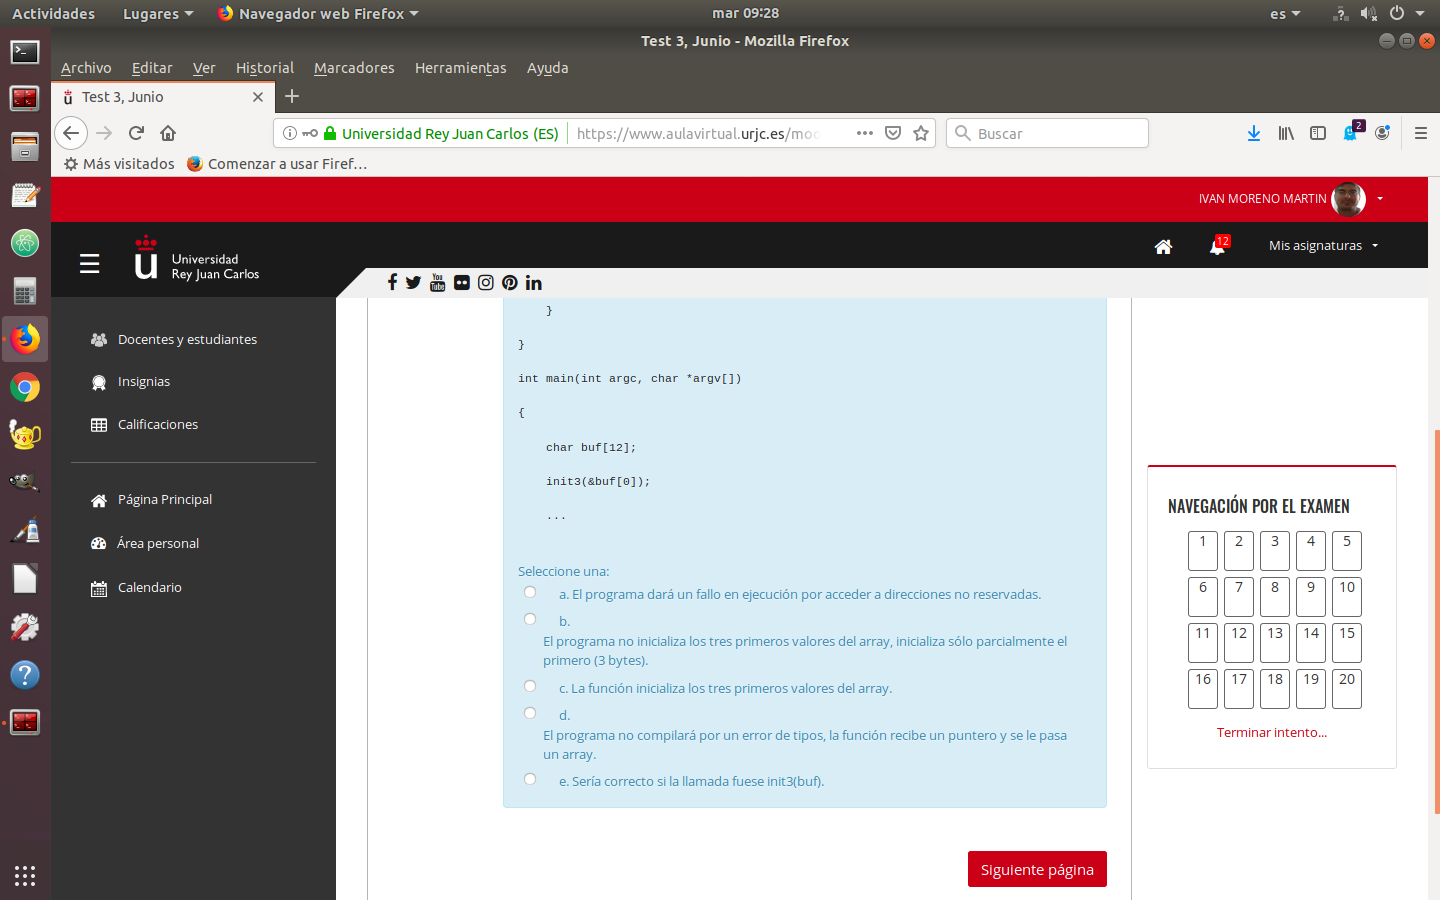 Actividades Lugares Navegador web Firefox mar 09:28 es
Test 3, Junio - Mozilla Firefox
Archivo Editar Ver Historial Marcadores Herramientas Ayuda
Test 3, Junio
Universidad Rey Juan Carlos (ES) https://www.aulavirtual.urjc.es/moo Buscar 2
Más visitados Comenzar a usar Firef...
IVAN MORENO MARTIN
Universidad
Rey Juan Carlos
12
Mis asignaturas
You
Tube
Docentes y estudiantes
Insignias
Calificaciones
Página Principal
Área personal
Calendario
}
}
int main(int argc, char *argv[])
{
char buf[12];
init3(&buf[0]);
...
Seleccione una:
a. El programa dará un fallo en ejecución por acceder a direcciones no reservadas.
b.
El programa no inicializa los tres primeros valores del array, inicializa sólo parcialmente el
primero (3 bytes).
c. La función inicializa los tres primeros valores del array.
d.
El programa no compilará por un error de tipos, la función recibe un puntero y se le pasa
un array.
e. Sería correcto si la llamada fuese init3(buf).
Siguiente página
NAVEGACIÓN POR EL EXAMEN
1 2 3 4 5
6 7 8 9 10
11 12 13 14 15
16 17 18 19 20
Terminar intento...